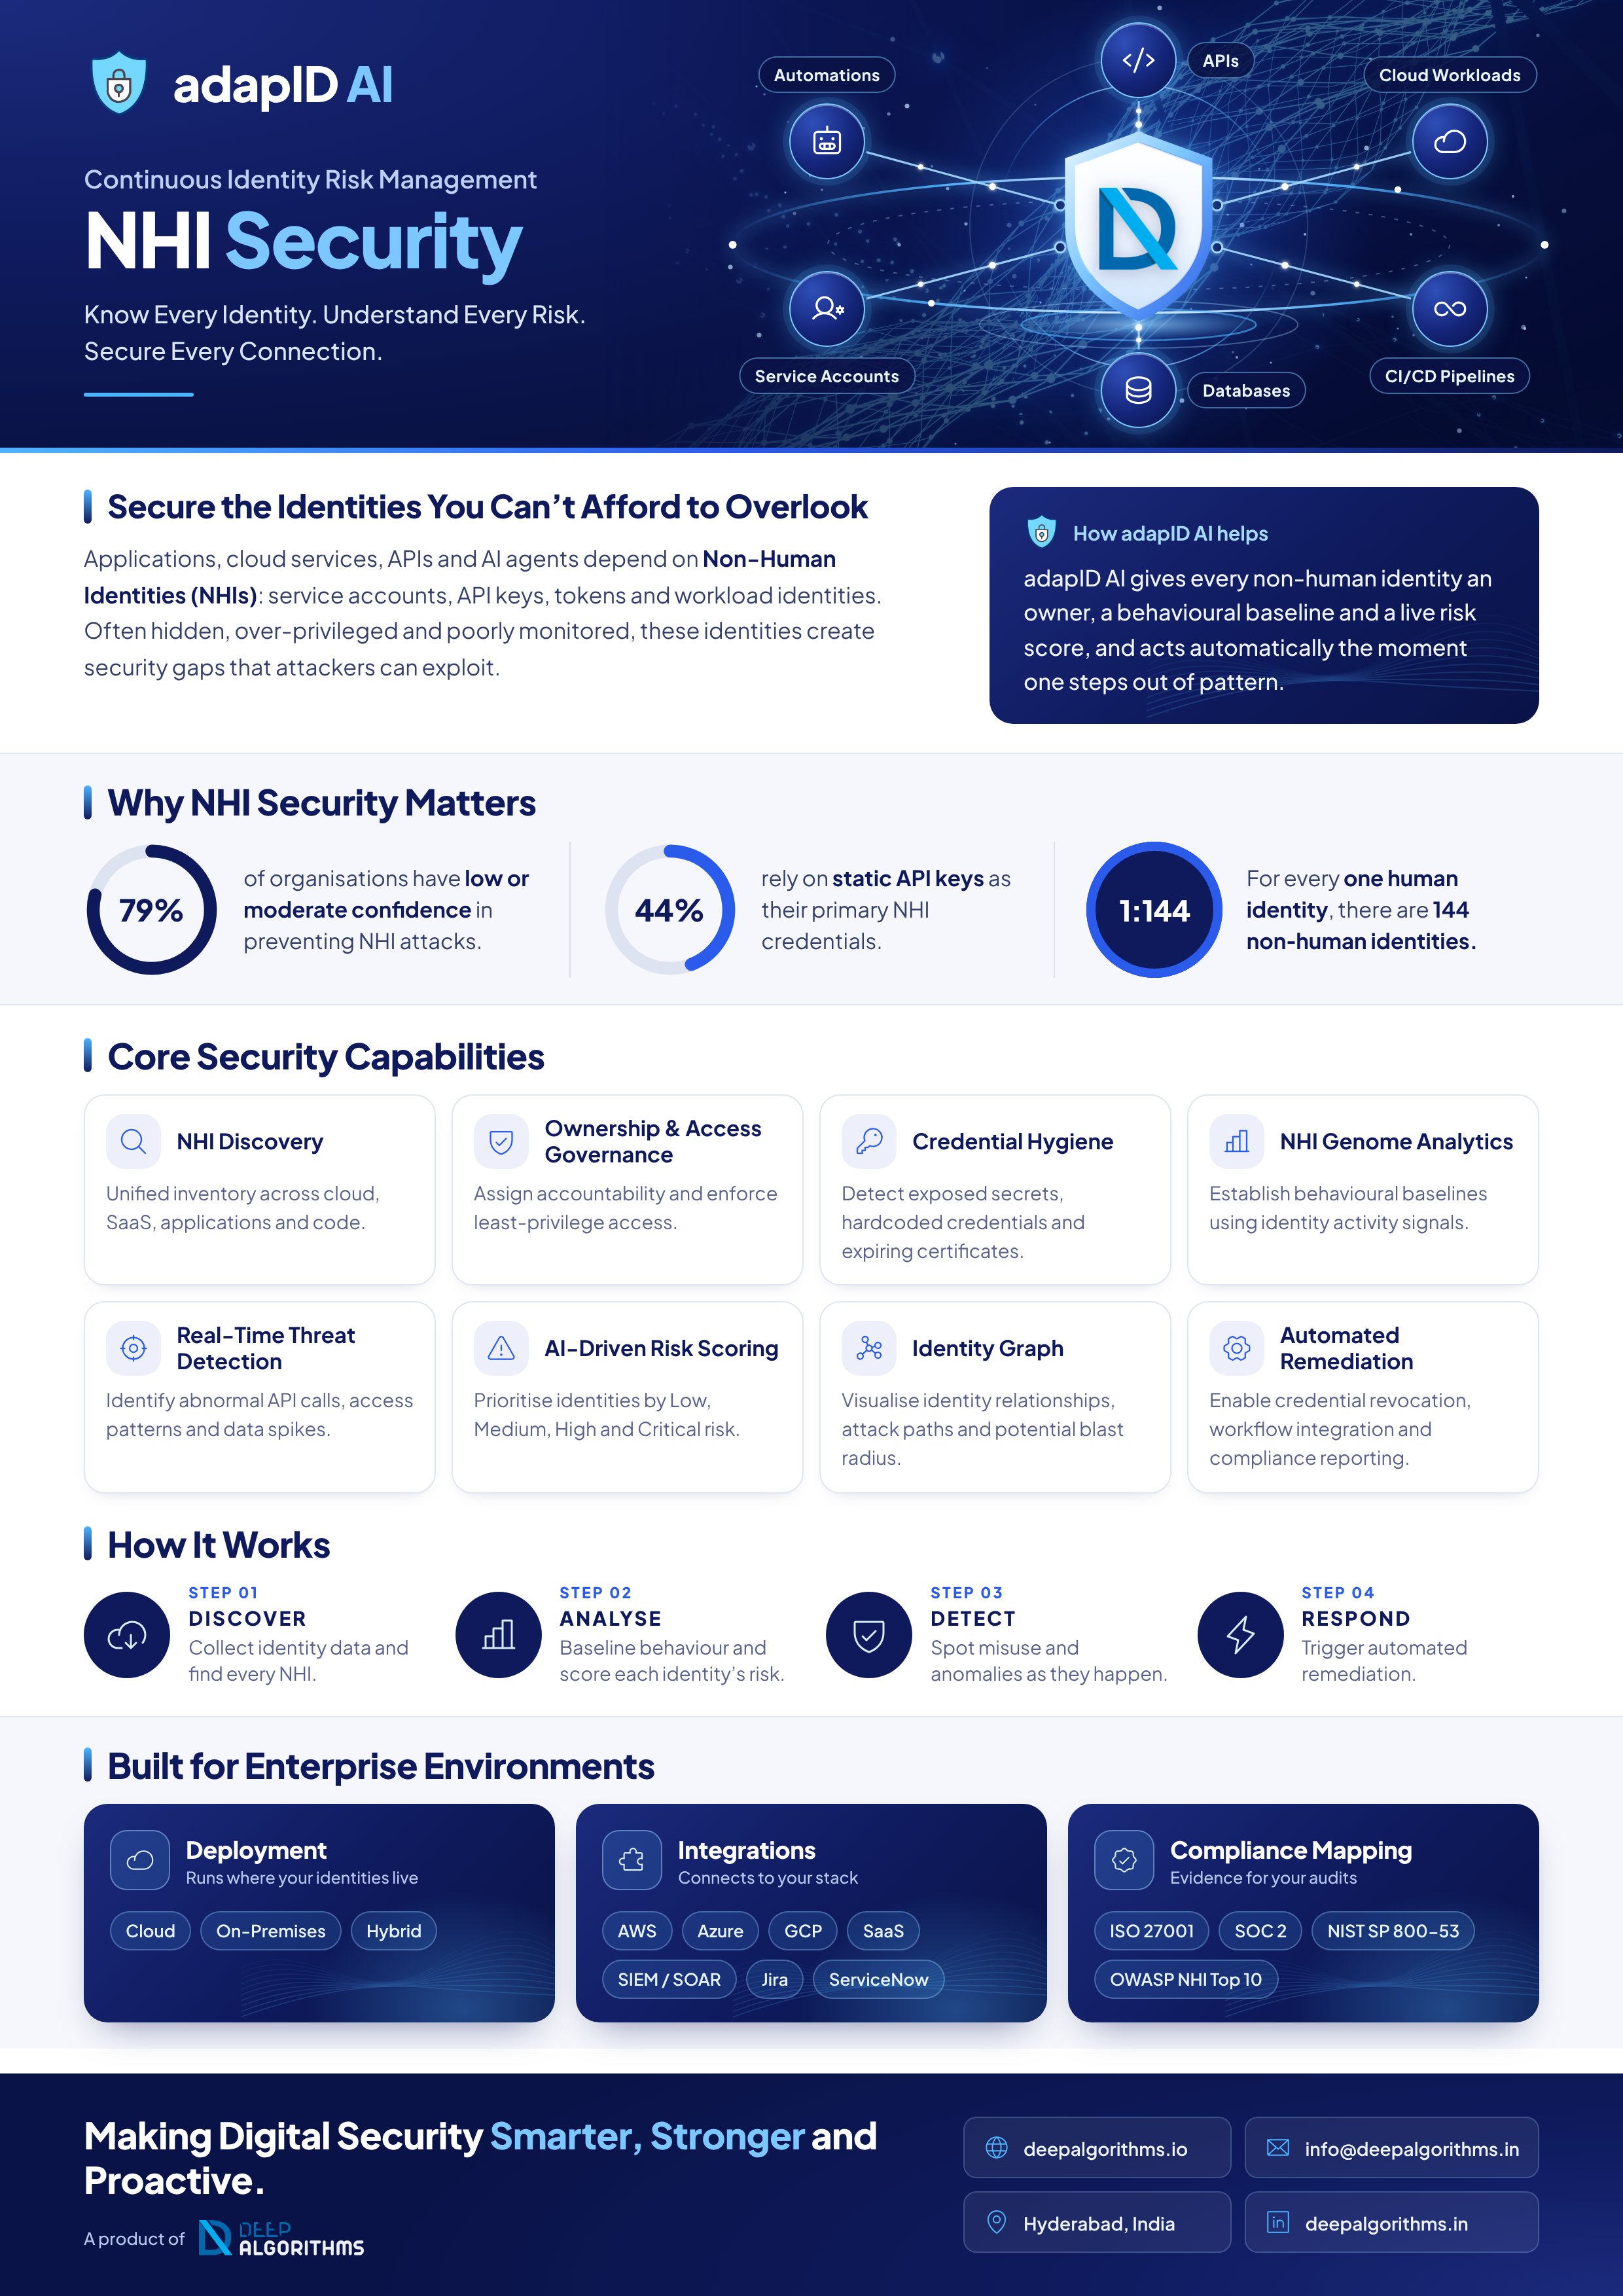 adapID AI
Continuous Identity Risk Management
NHI Security
Know Every Identity. Understand Every Risk.
Secure Every Connection.
Automations
APIs
Cloud Workloads
Service Accounts
Databases
CI/CD Pipelines
Secure the Identities You Can’t Afford to Overlook
Applications, cloud services, APIs and AI agents depend on Non-Human
Identities (NHIs): service accounts, API keys, tokens and workload identities.
Often hidden, over-privileged and poorly monitored, these identities create
security gaps that attackers can exploit.
How adapID AI helps
adapID AI gives every non-human identity an
owner, a behavioural baseline and a live risk
score, and acts automatically the moment
one steps out of pattern.
Why NHI Security Matters
79%
of organisations have low or
moderate confidence in
preventing NHI attacks.
44%
rely on static API keys as
their primary NHI
credentials.
1:144
For every one human
identity, there are 144
non-human identities.
Core Security Capabilities
NHI Discovery
Unified inventory across cloud,
SaaS, applications and code.
Ownership & Access
Governance
Assign accountability and enforce
least-privilege access.
Credential Hygiene
Detect exposed secrets,
hardcoded credentials and
expiring certificates.
NHI Genome Analytics
Establish behavioural baselines
using identity activity signals.
Real-Time Threat
Detection
Identify abnormal API calls, access
patterns and data spikes.
AI-Driven Risk Scoring
Prioritise identities by Low,
Medium, High and Critical risk.
Identity Graph
Visualise identity relationships,
attack paths and potential blast
radius.
Automated
Remediation
Enable credential revocation,
workflow integration and
compliance reporting.
How It Works
STEP 01
DISCOVER
Collect identity data and
find every NHI.
STEP 02
ANALYSE
Baseline behaviour and
score each identity’s risk.
STEP 03
DETECT
Spot misuse and
anomalies as they happen.
STEP 04
RESPOND
Trigger automated
remediation.
Built for Enterprise Environments
Deployment
Runs where your identities live
Cloud
On-Premises
Hybrid
Integrations
Connects to your stack
AWS
Azure
GCP
SaaS
SIEM / SOAR
Jira
ServiceNow
Compliance Mapping
Evidence for your audits
ISO 27001
SOC 2
NIST SP 800-53
OWASP NHI Top 10
Making Digital Security Smarter, Stronger and
Proactive.
A product of
DEEP
ALGORITHMS
deepalgorithms.io
info@deepalgorithms.in
Hyderabad, India
deepalgorithms.in